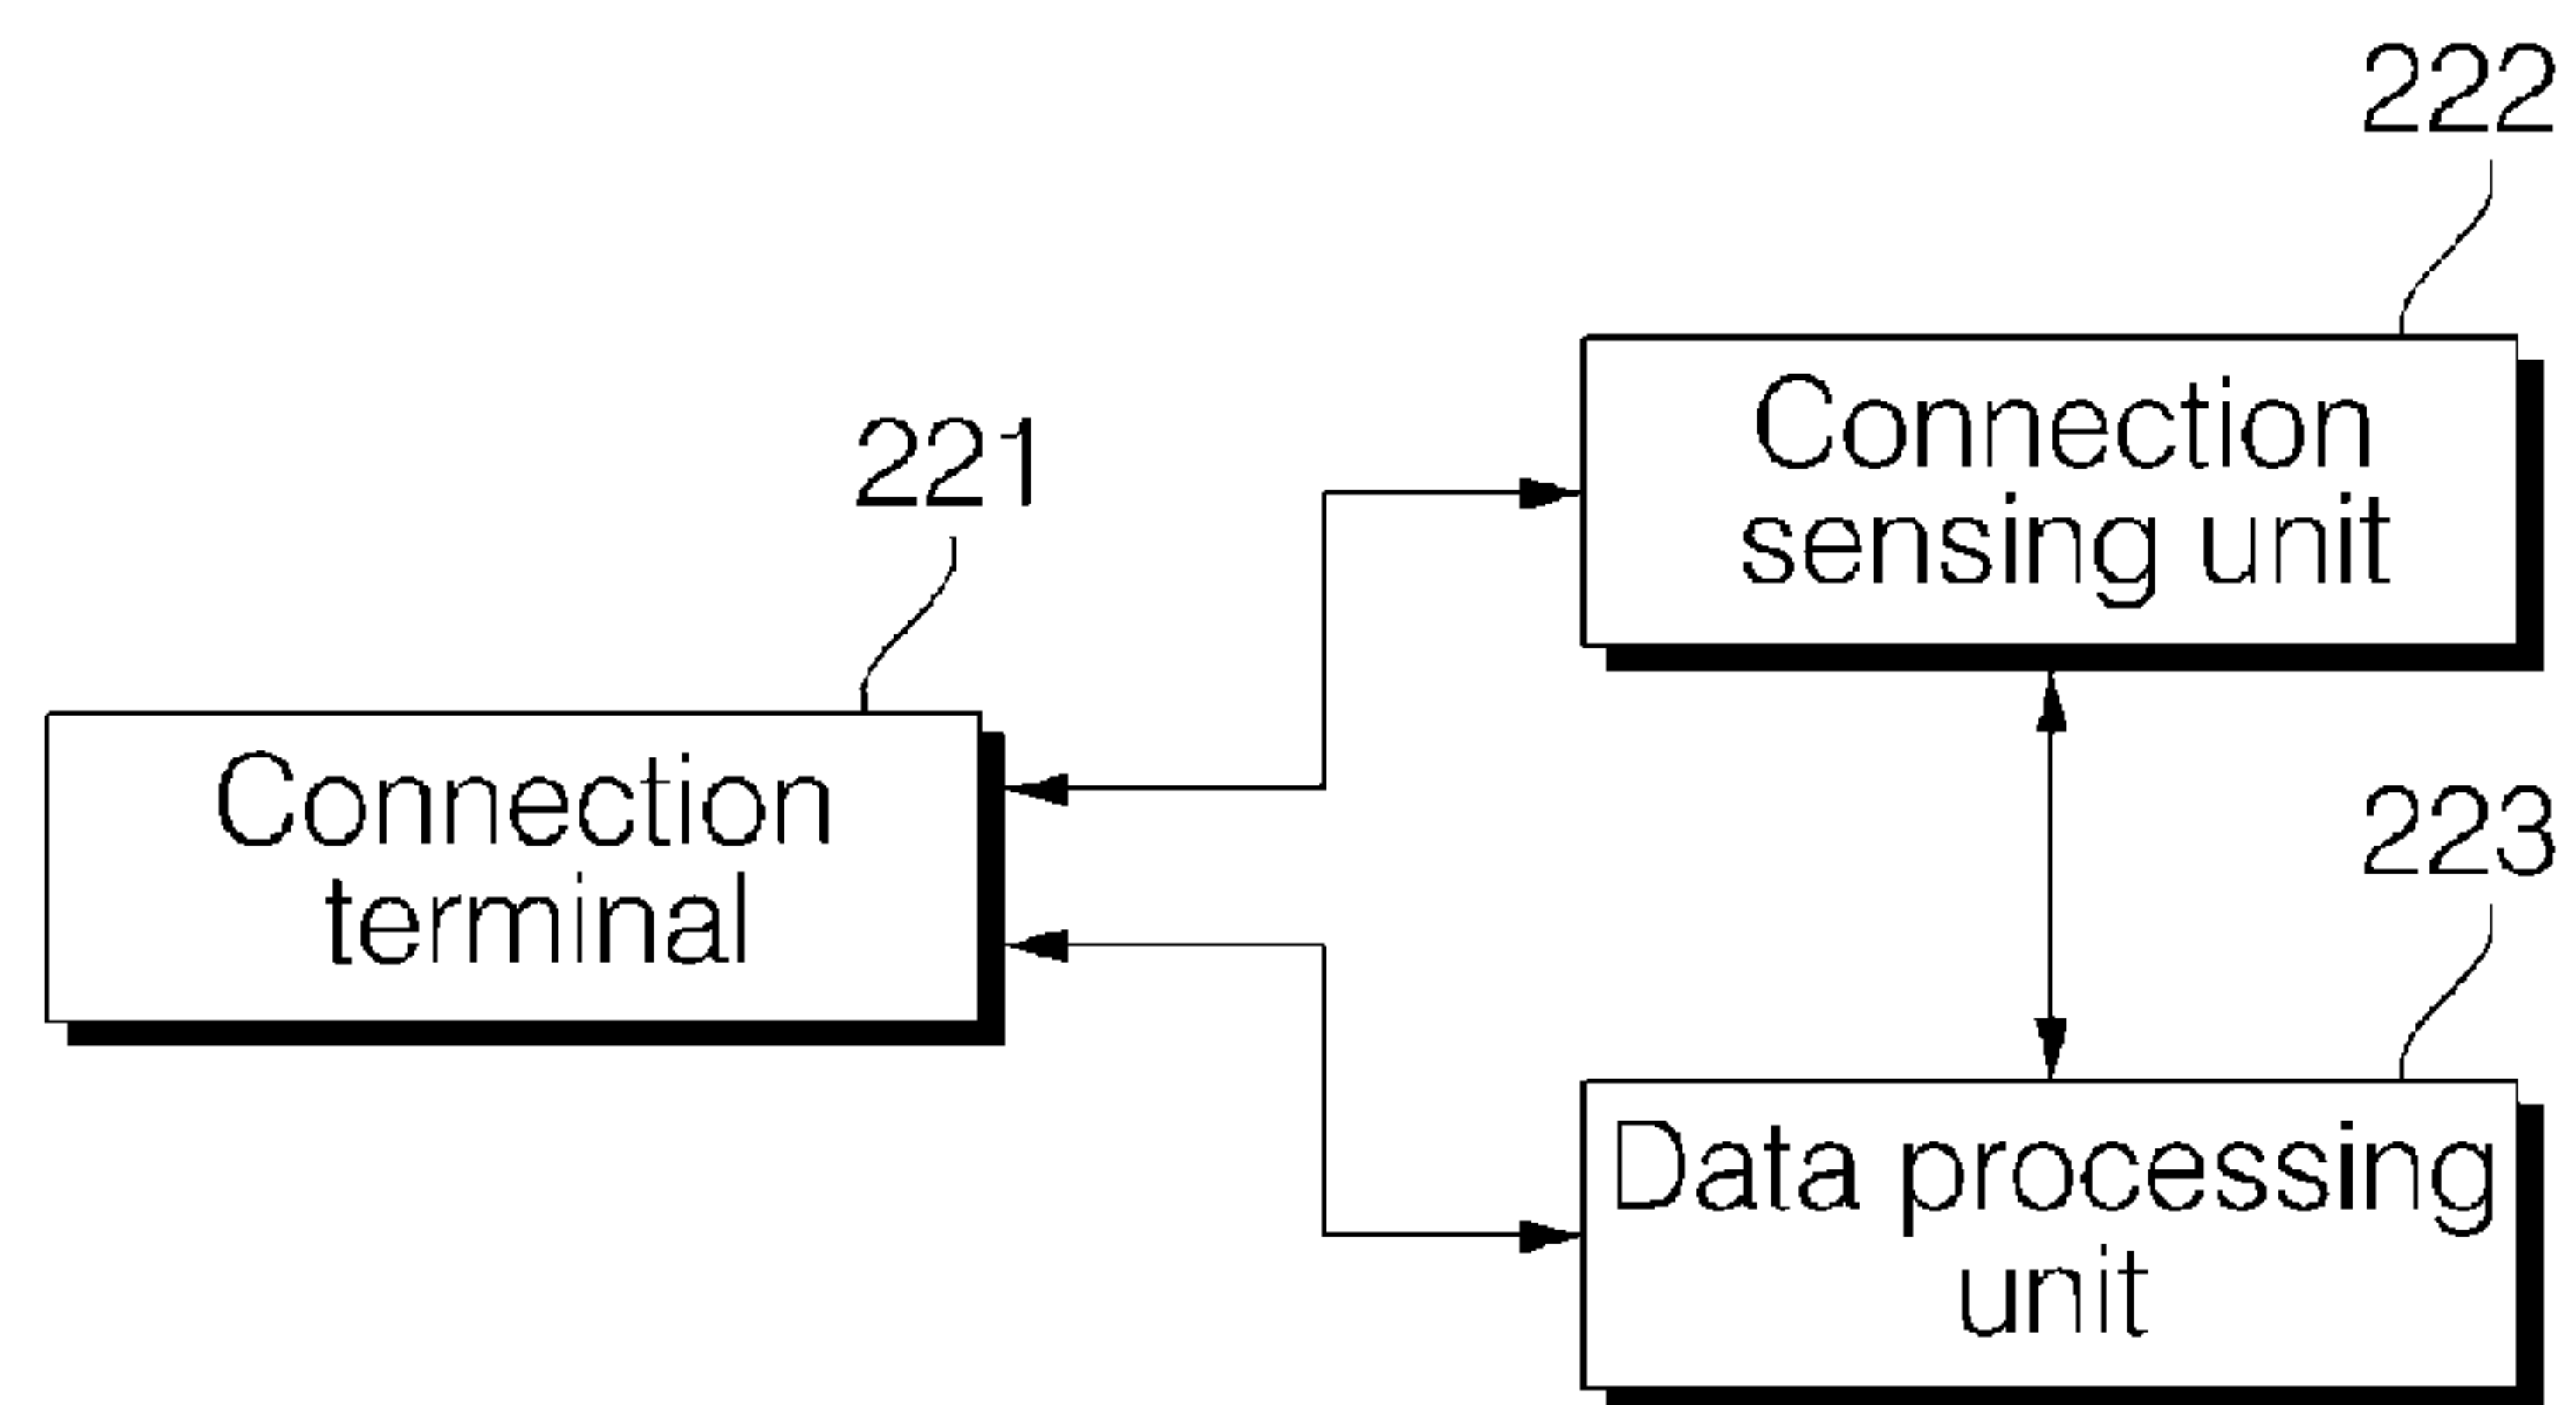 222
Connection
sensing unit
221
Connection
terminal
223
Data processing
unit